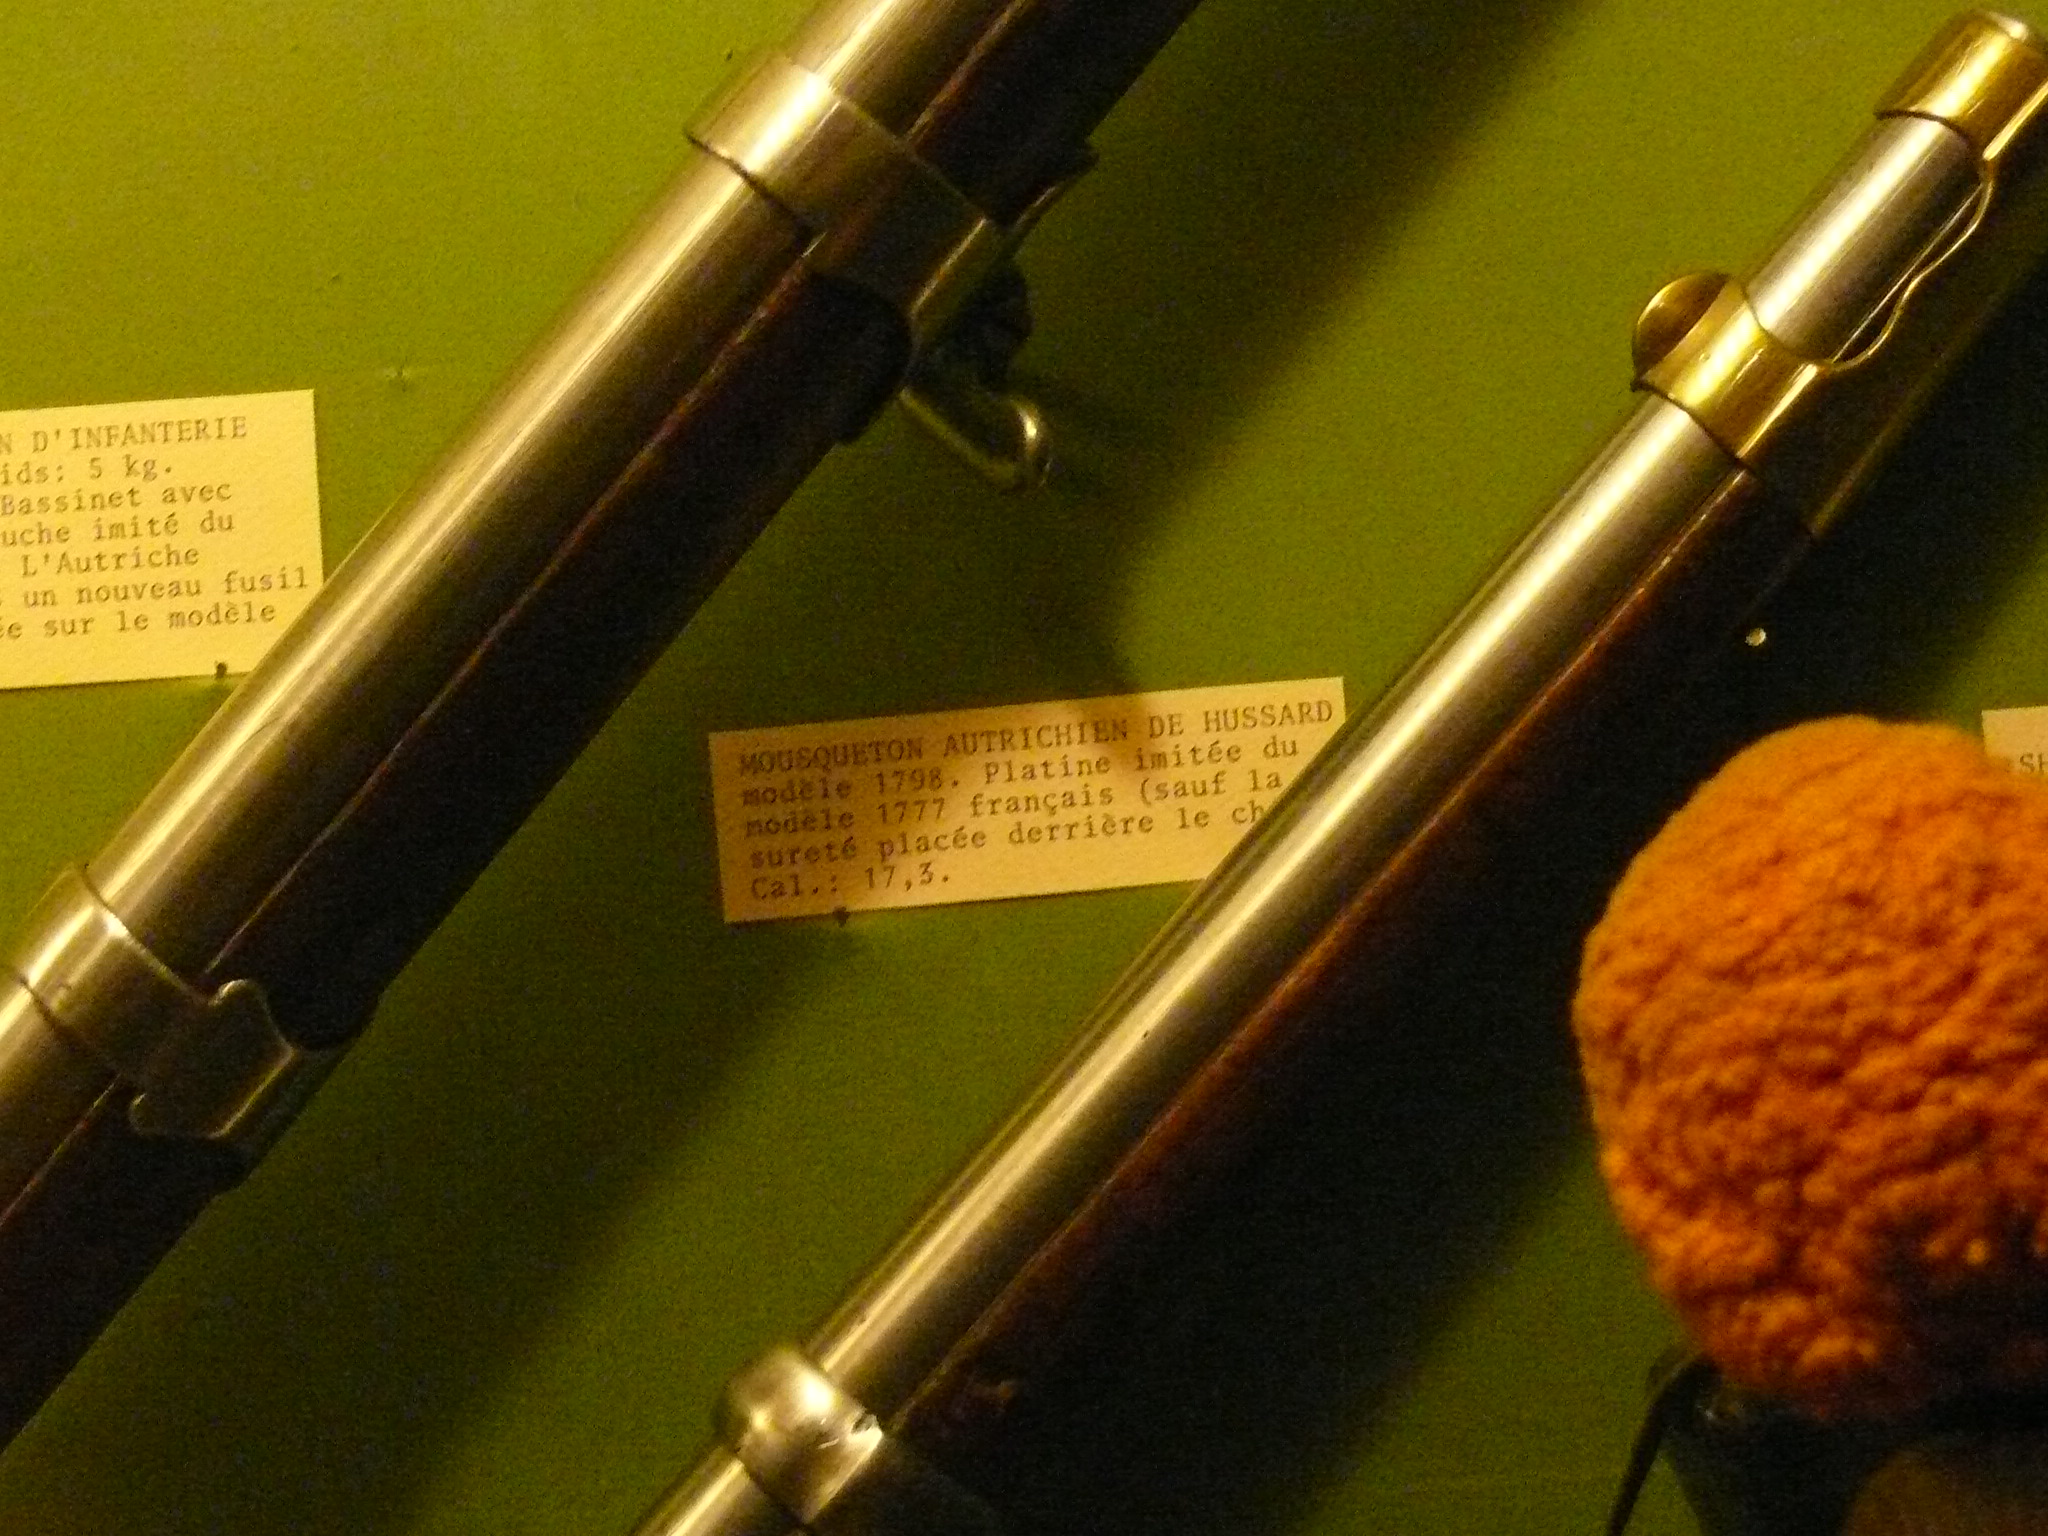 N D'INFANTERIE
ids: 5 kg.
Bassinet avec
uche imité du
L'Autriche
un nouveau fusil
ée sur le modèle
MOUSQUETON AUTRICHIEN DE HUSSARD
modèle 1798. Platine imitée du
modèle 1777 français (sauf la
sureté placée derrière le ch
Cal.: 17,3.
SH